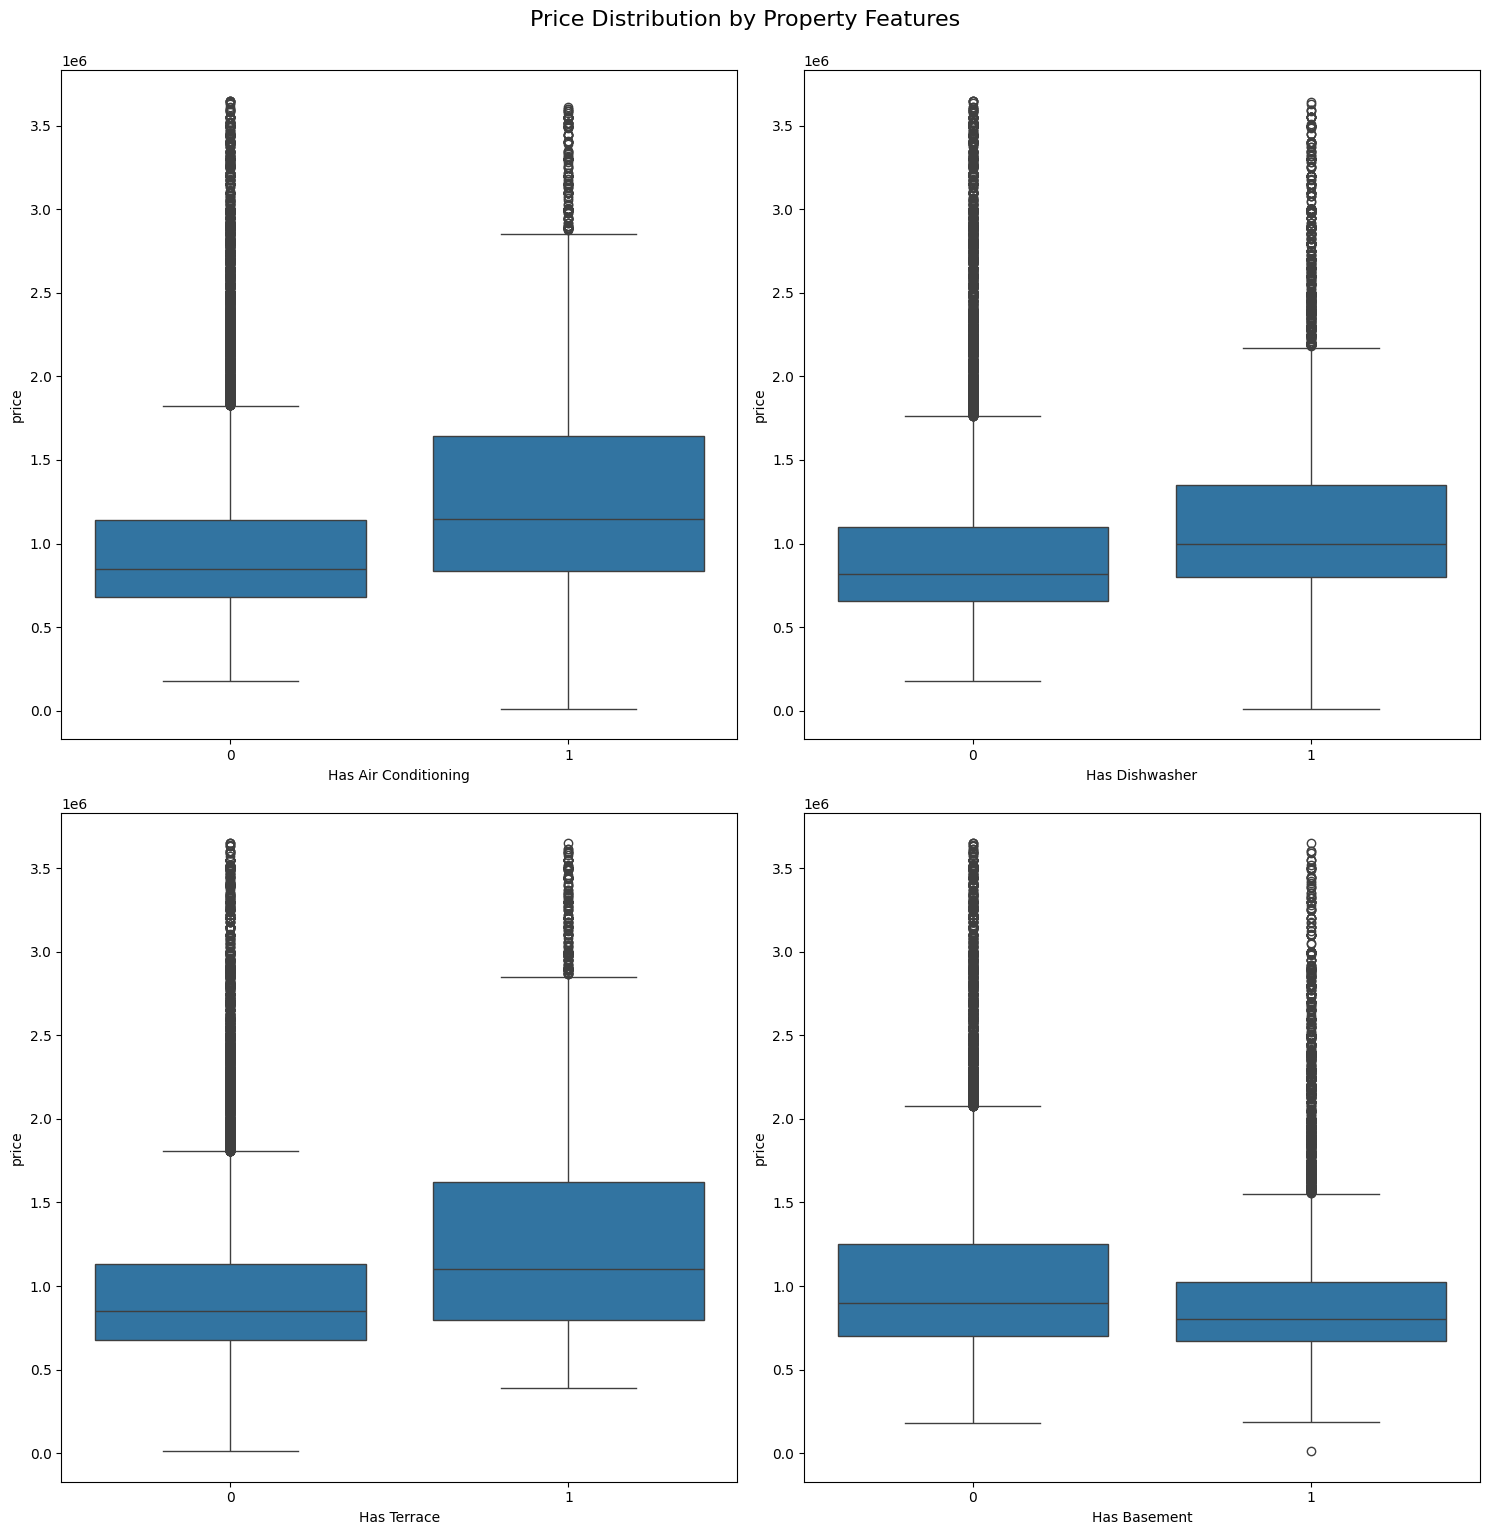 Price Distribution by Property Features
1e6
3.5
3.0
2.5
2.0
1.5
1.0
0.5
0.0
price
0 1
Has Air Conditioning
1e6
3.5
3.0
2.5
2.0
1.5
1.0
0.5
0.0
price
0 1
Has Dishwasher
1e6
3.5
3.0
2.5
2.0
1.5
1.0
0.5
0.0
price
0 1
Has Terrace
1e6
3.5
3.0
2.5
2.0
1.5
1.0
0.5
0.0
price
0 1
Has Basement